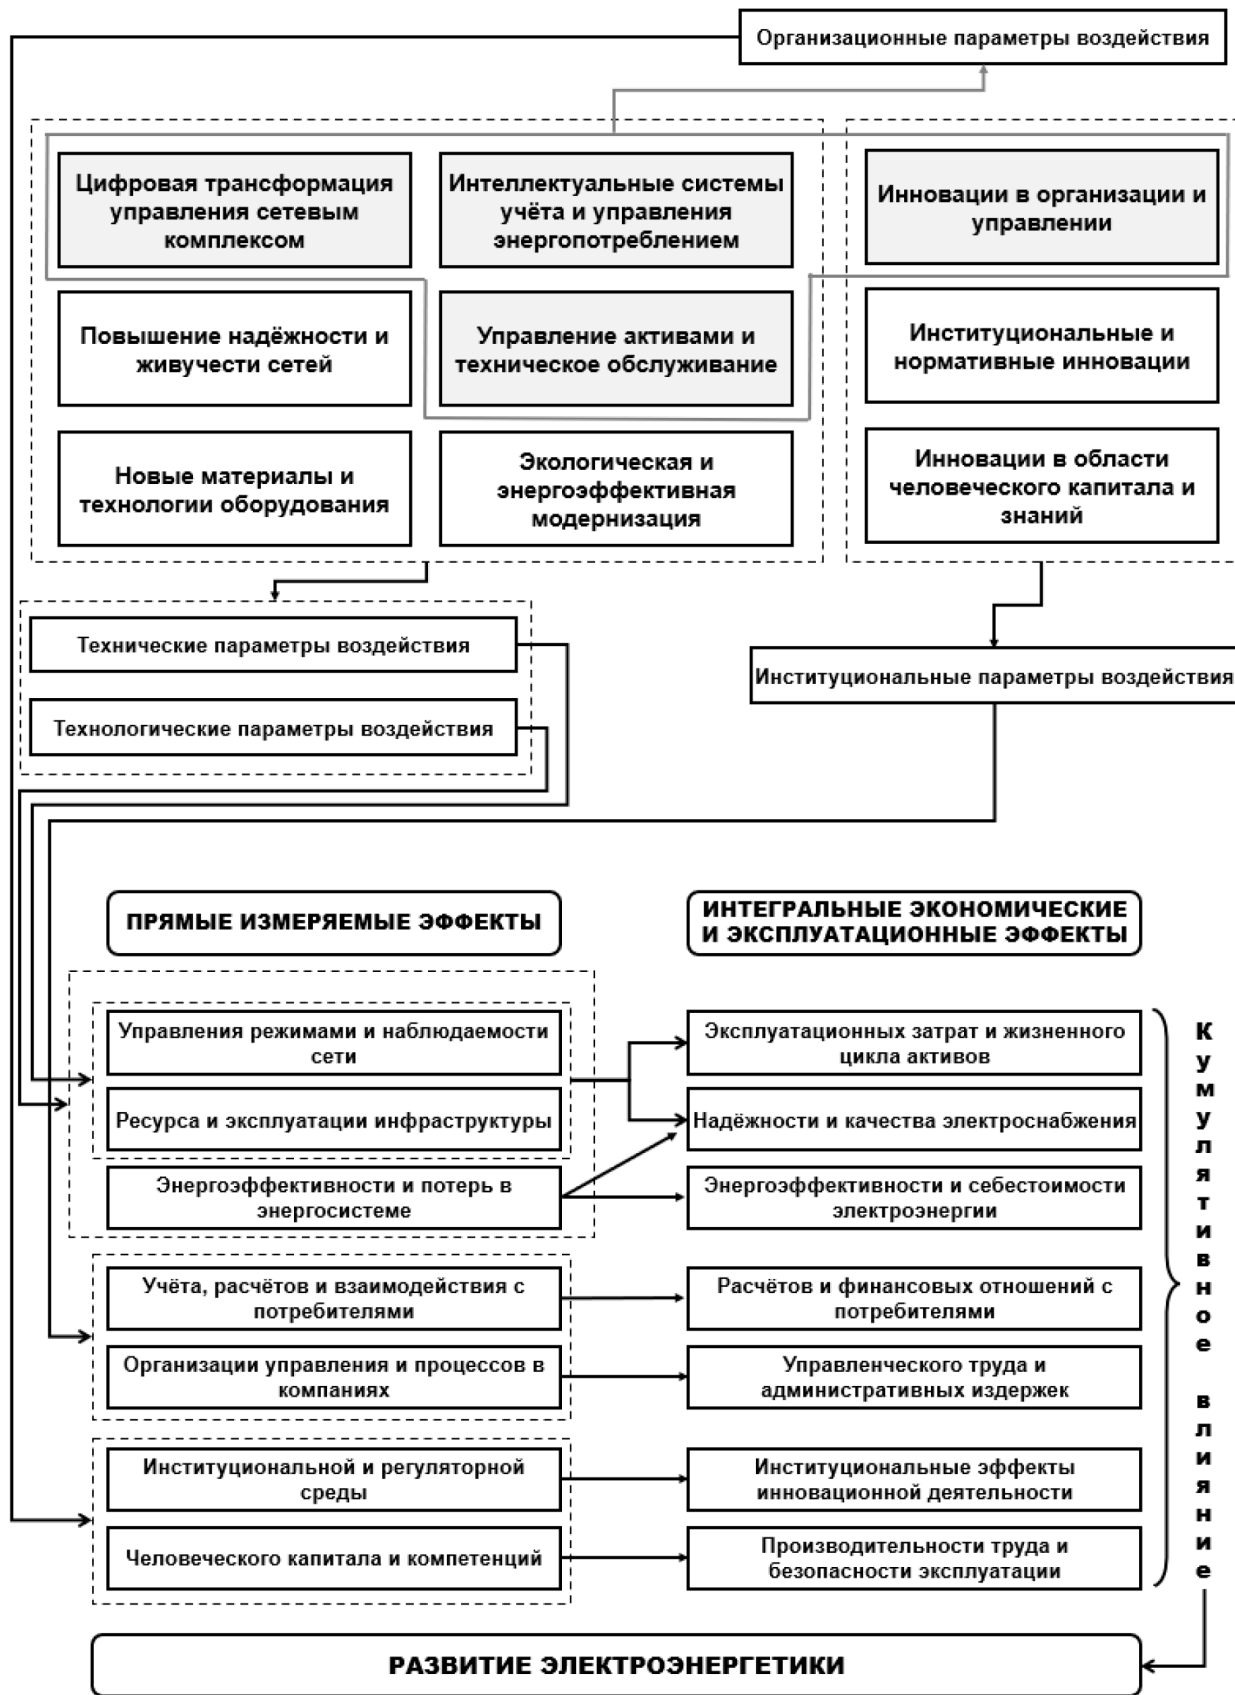 Организационные параметры воздействия
Цифровая трансформация
управления сетевым
комплексом
Интеллектуальные системы
учёта и управления
энергопотреблением
Инновации в организации и
управлении
Повышение надёжности и
живучести сетей
Управление активами и
техническое обслуживание
Институциональные и
нормативные инновации
Новые материалы и
технологии оборудования
Экологическая и
энергоэффективная
модернизация
Инновации в области
человеческого капитала и
знаний
Технические параметры воздействия
Институциональные параметры воздействия
Технологические параметры воздействия
ПРЯМЫЕ ИЗМЕРЯЕМЫЕ ЭФФЕКТЫ
ИНТЕГРАЛЬНЫЕ ЭКОНОМИЧЕСКИЕ
И ЭКСПЛУАТАЦИОННЫЕ ЭФФЕКТЫ
Управления режимами и наблюдаемости
сети
Эксплуатационных затрат и жизненного
цикла активов
Ресурса и эксплуатации инфраструктуры
Надёжности и качества электроснабжения
Энергоэффективности и потерь в
энергосистеме
Энергоэффективности и себестоимости
электроэнергии
Учёта, расчётов и взаимодействия с
потребителями
Расчётов и финансовых отношений с
потребителями
Организации управления и процессов в
компаниях
Управленческого труда и
административных издержек
Институциональной и регуляторной
среды
Институциональные эффекты
инновационной деятельности
Человеческого капитала и компетенций
Производительности труда и
безопасности эксплуатации
Кумулятивное влияние
РАЗВИТИЕ ЭЛЕКТРОЭНЕРГЕТИКИ